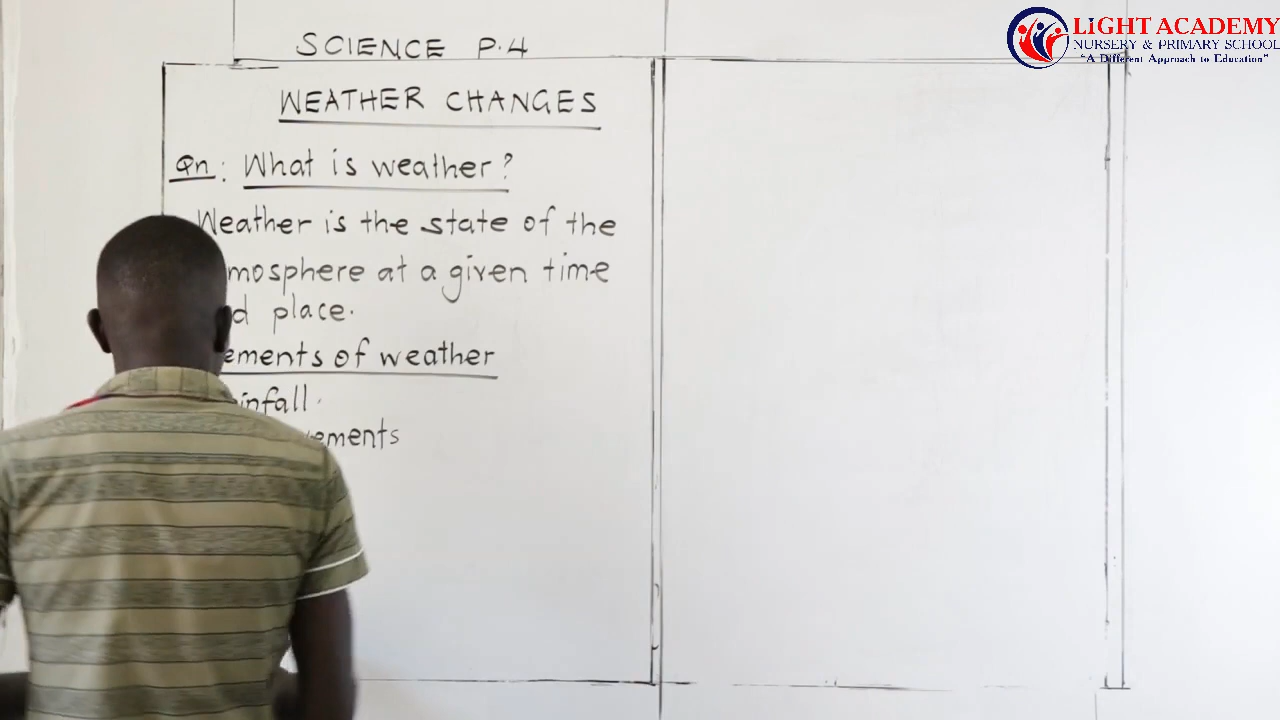 SCIENCE P.4
WEATHER CHANGES
Qn: What is weather?
Weather is the state of the
mosphere at a given time
d place.
ements of weather
infall.
ements
LIGHT ACADEMY
NURSERY & PRIMARY SCHOOL
"A Different Approach to Education"